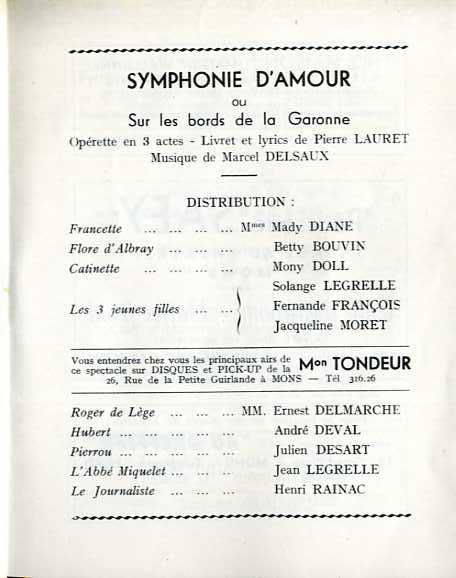 SYMPHONIE D'AMOUR
ou
Sur les bords de la Garonne
Opérette en 3 actes - Livret et lyrics de Pierre LAURET
Musique de Marcel DELSAUX
DISTRIBUTION :
Francette ... ... ... ... Mmes Mady DIANE
Flore d'Albray ... ... ... Betty BOUVIN
Catinette ... ... ... ... Mony DOLL
Solange LEGRELLE
Les 3 jeunes filles ... ... Fernande FRANÇOIS
Jacqueline MORET
Vous entendrez chez vous les principaux airs de
ce spectacle sur DISQUES et PICK-UP de la Mon TONDEUR
26, Rue de la Petite Guirlande à MONS — Tél 316.26
Roger de Lège ... ... ... MM. Ernest DELMARCHE
Hubert ... ... ... ... ... André DEVAL
Pierrou ... ... ... ... ... Julien DESART
L'Abbé Miquelet ... ... ... Jean LEGRELLE
Le Journaliste ... ... ... Henri RAINAC